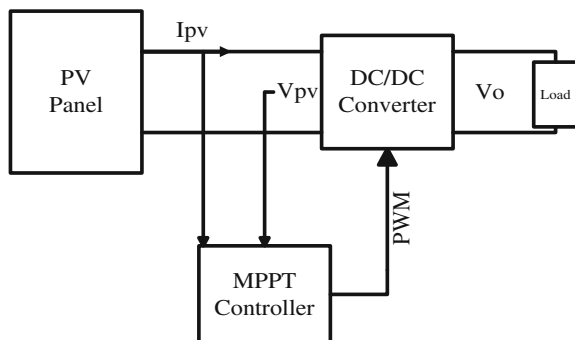 Ipv
PV
Panel
Vpv
DC/DC
Converter
Vo
Load
PWM
MPPT
Controller